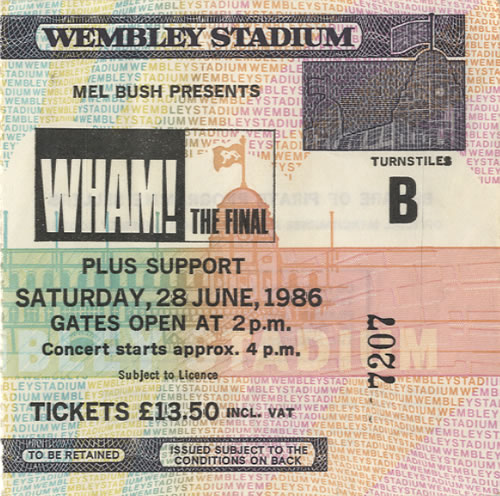 WEMBLEY STADIUM
MEL BUSH PRESENTS
WHAM! THE FINAL
TURNSTILES
B
PLUS SUPPORT
SATURDAY, 28 JUNE, 1986
GATES OPEN AT 2 p.m.
Concert starts approx. 4 p.m.
Subject to Licence
7207
TICKETS £13.50 INCL. VAT
TO BE RETAINED
ISSUED SUBJECT TO THE
CONDITIONS ON BACK